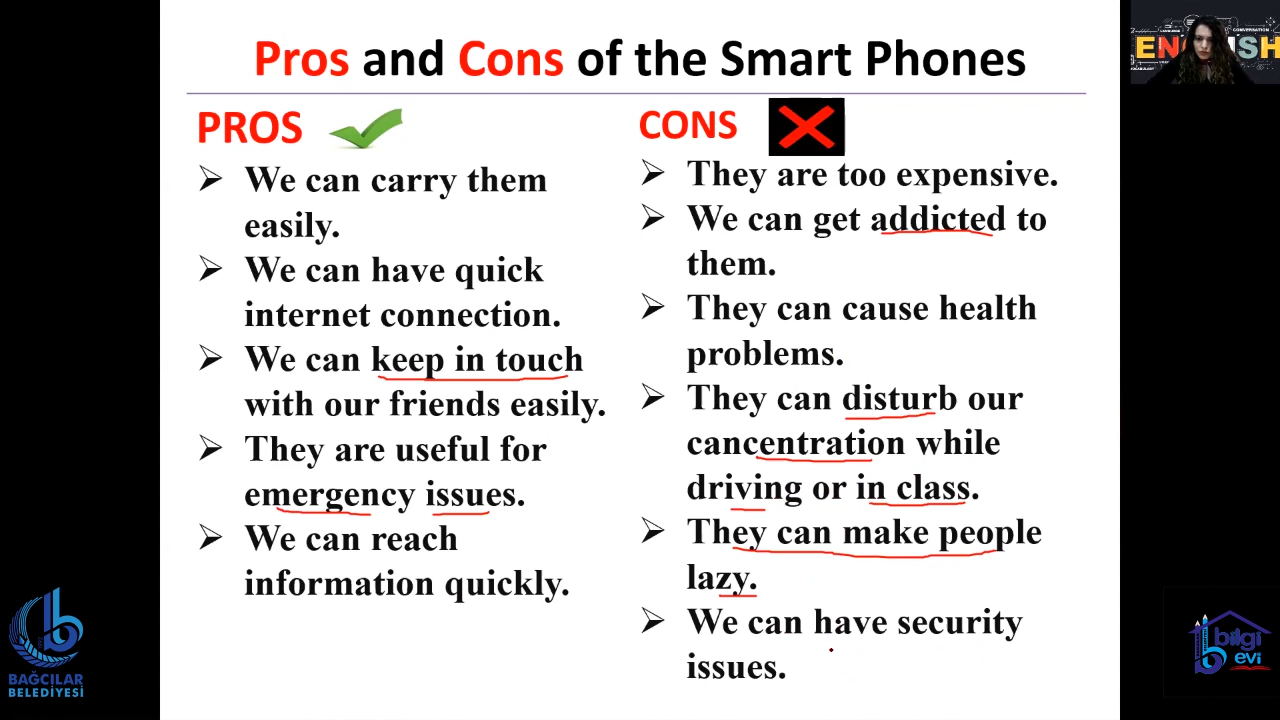 Pros and Cons of the Smart Phones
PROS
We can carry them
easily.
We can have quick
internet connection.
We can keep in touch
with our friends easily.
They are useful for
emergency issues.
We can reach
information quickly.
CONS
They are too expensive.
We can get addicted to
them.
They can cause health
problems.
They can disturb our
cancentration while
driving or in class.
They can make people
lazy.
We can have security
issues.
BAĞCILAR
BELEDİYESİ
bilgi
evi